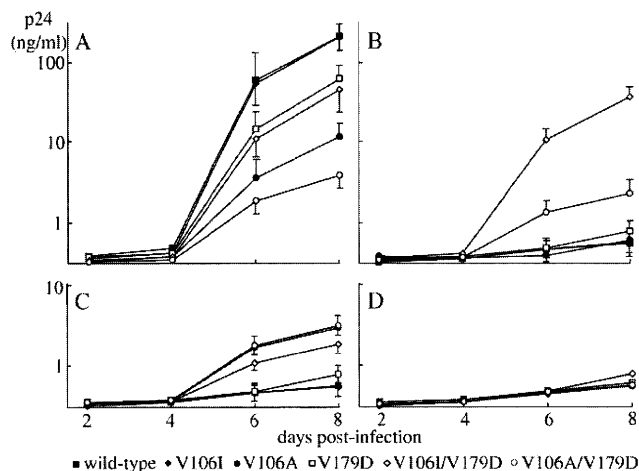 p24
(ng/ml)
A
B
100
10
1
C
D
10
1
2 4 6 8 2 4 6 8
days post-infection
■ wild-type ◆ V106I ● V106A □ V179D ◇ V106I/V179D ○ V106A/V179D